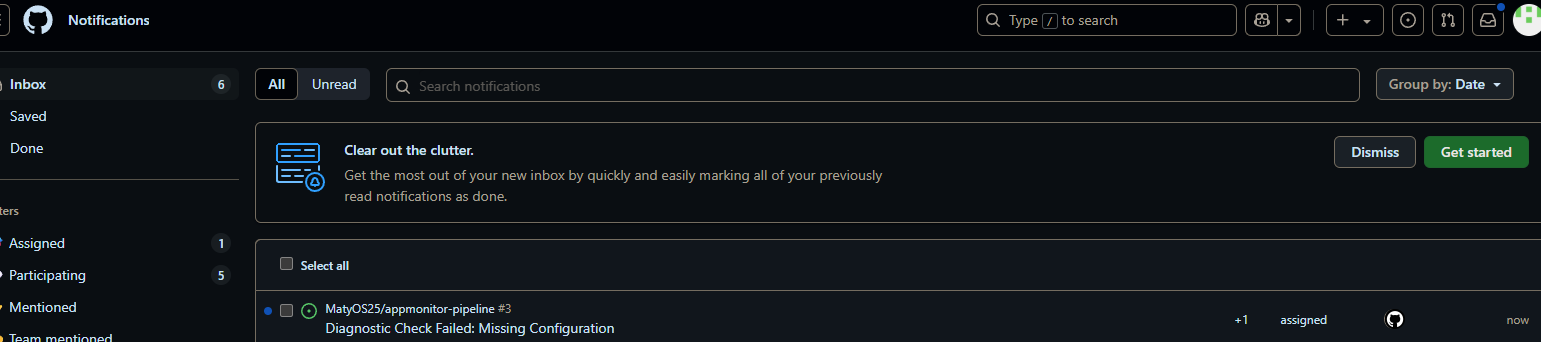 Notifications
Type / to search
Inbox 6
Saved
Done
Assigned 1
Participating 5
Mentioned
Team mentioned
All Unread
Search notifications
Group by: Date
Clear out the clutter.
Get the most out of your new inbox by quickly and easily marking all of your previously
read notifications as done.
Dismiss Get started
Select all
MatyOS25/appmonitor-pipeline #3
Diagnostic Check Failed: Missing Configuration
+1 assigned now